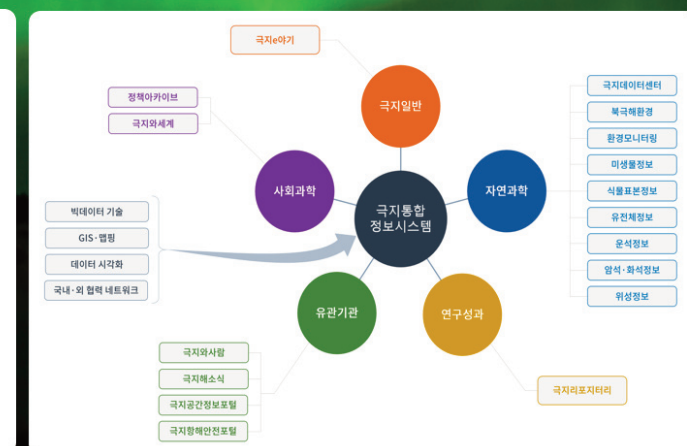 극지e야기
극지일반
정책아카이브
극지와세계
사회과학
극지통합
정보시스템
자연과학
극지데이터센터
북극해환경
환경모니터링
미생물정보
식물표본정보
유전체정보
운석정보
암석·화석정보
위성정보
빅데이터 기술
GIS·맵핑
데이터 시각화
국내·외 협력 네트워크
유관기관
연구성과
극지와사람
극지해소식
극지공간정보포털
극지항해안전포털
극지리포지터리